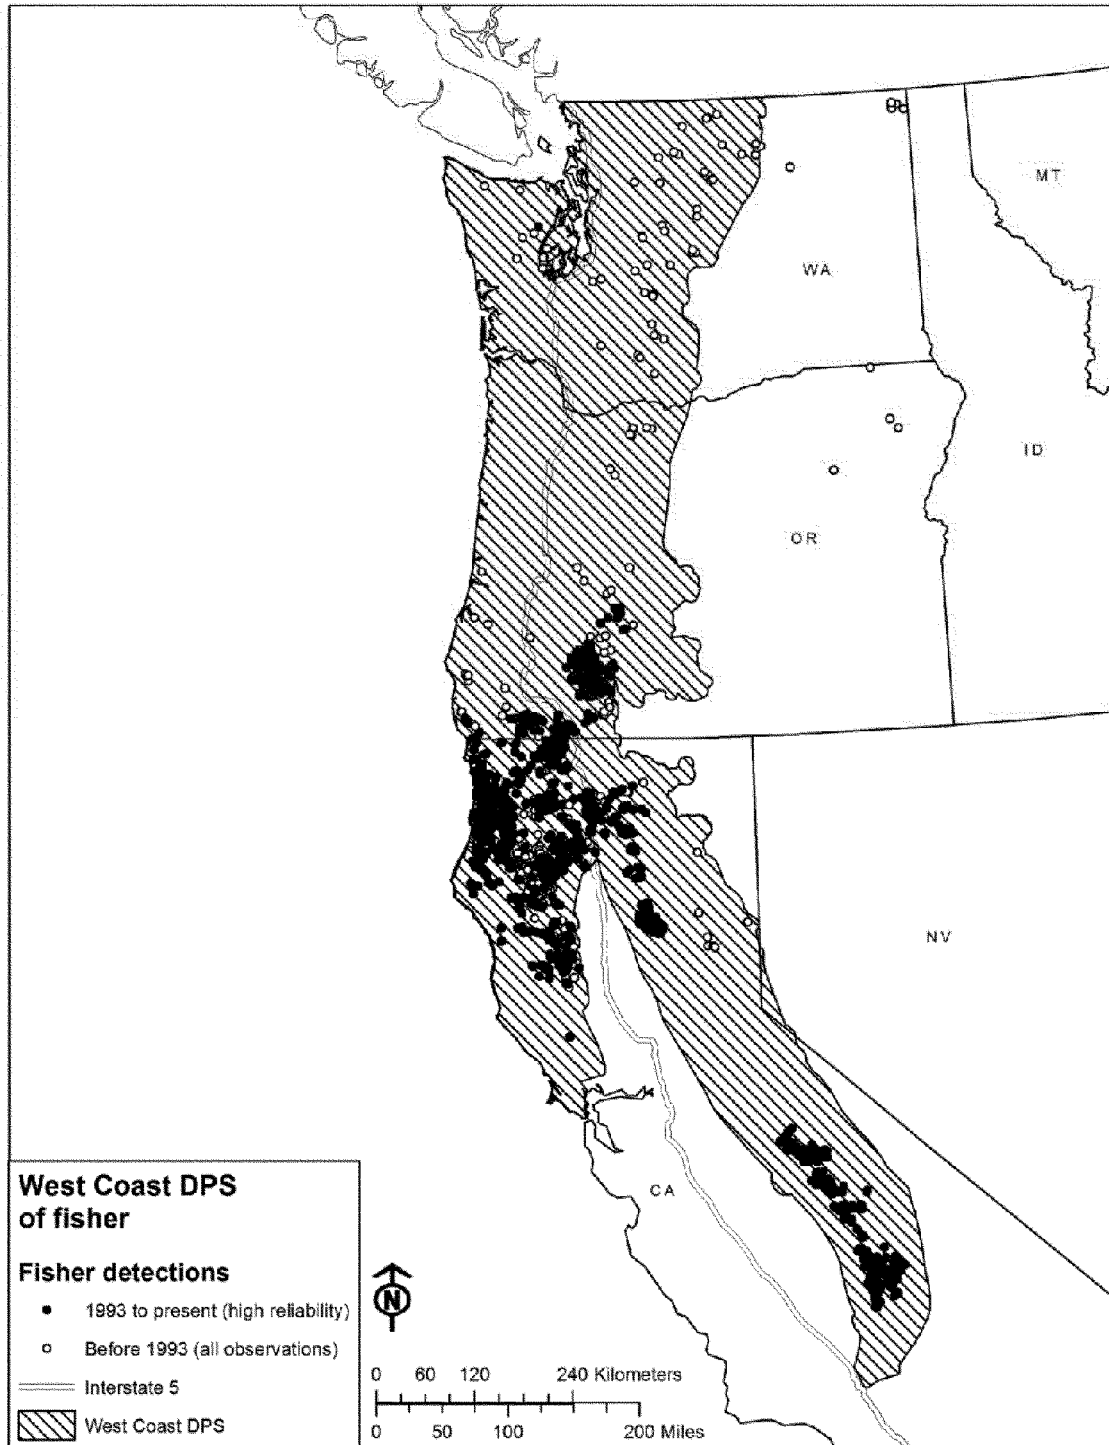 MT
WA
ID
OR
NV
CA
West Coast DPS
of fisher
Fisher detections
1993 to present (high reliability)
Before 1993 (all observations)
Interstate 5
West Coast DPS
N
0 60 120 240 Kilometers
0 50 100 200 Miles